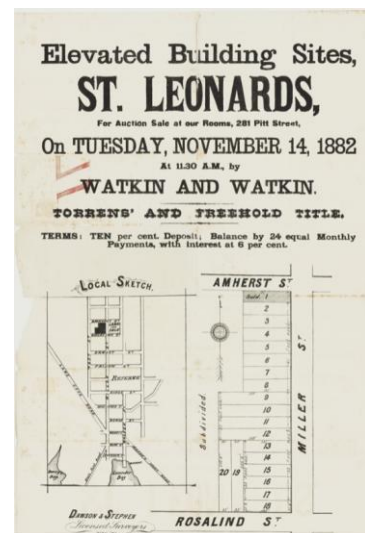 Elevated Building Sites,
ST. LEONARDS,
For Auction Sale at our Rooms, 281 Pitt Street,
On TUESDAY, NOVEMBER 14, 1882
At 11.30 A.M., by
WATKIN AND WATKIN.
TORRENS' AND FREEHOLD TITLE.
TERMS: TEN per cent. Deposit; Balance by 24 equal Monthly
Payments, with interest at 6 per cent.
LOCAL SKETCH.
AMHERST ST
Sold. 1
2
3
4
5
6
7
8
9
10
11
12
13
14
15
16
17
18
20 19
Subdivided.
MILLER ST
ROSALIND ST
DAWSON & STEPHEN
Licensed Surveyors